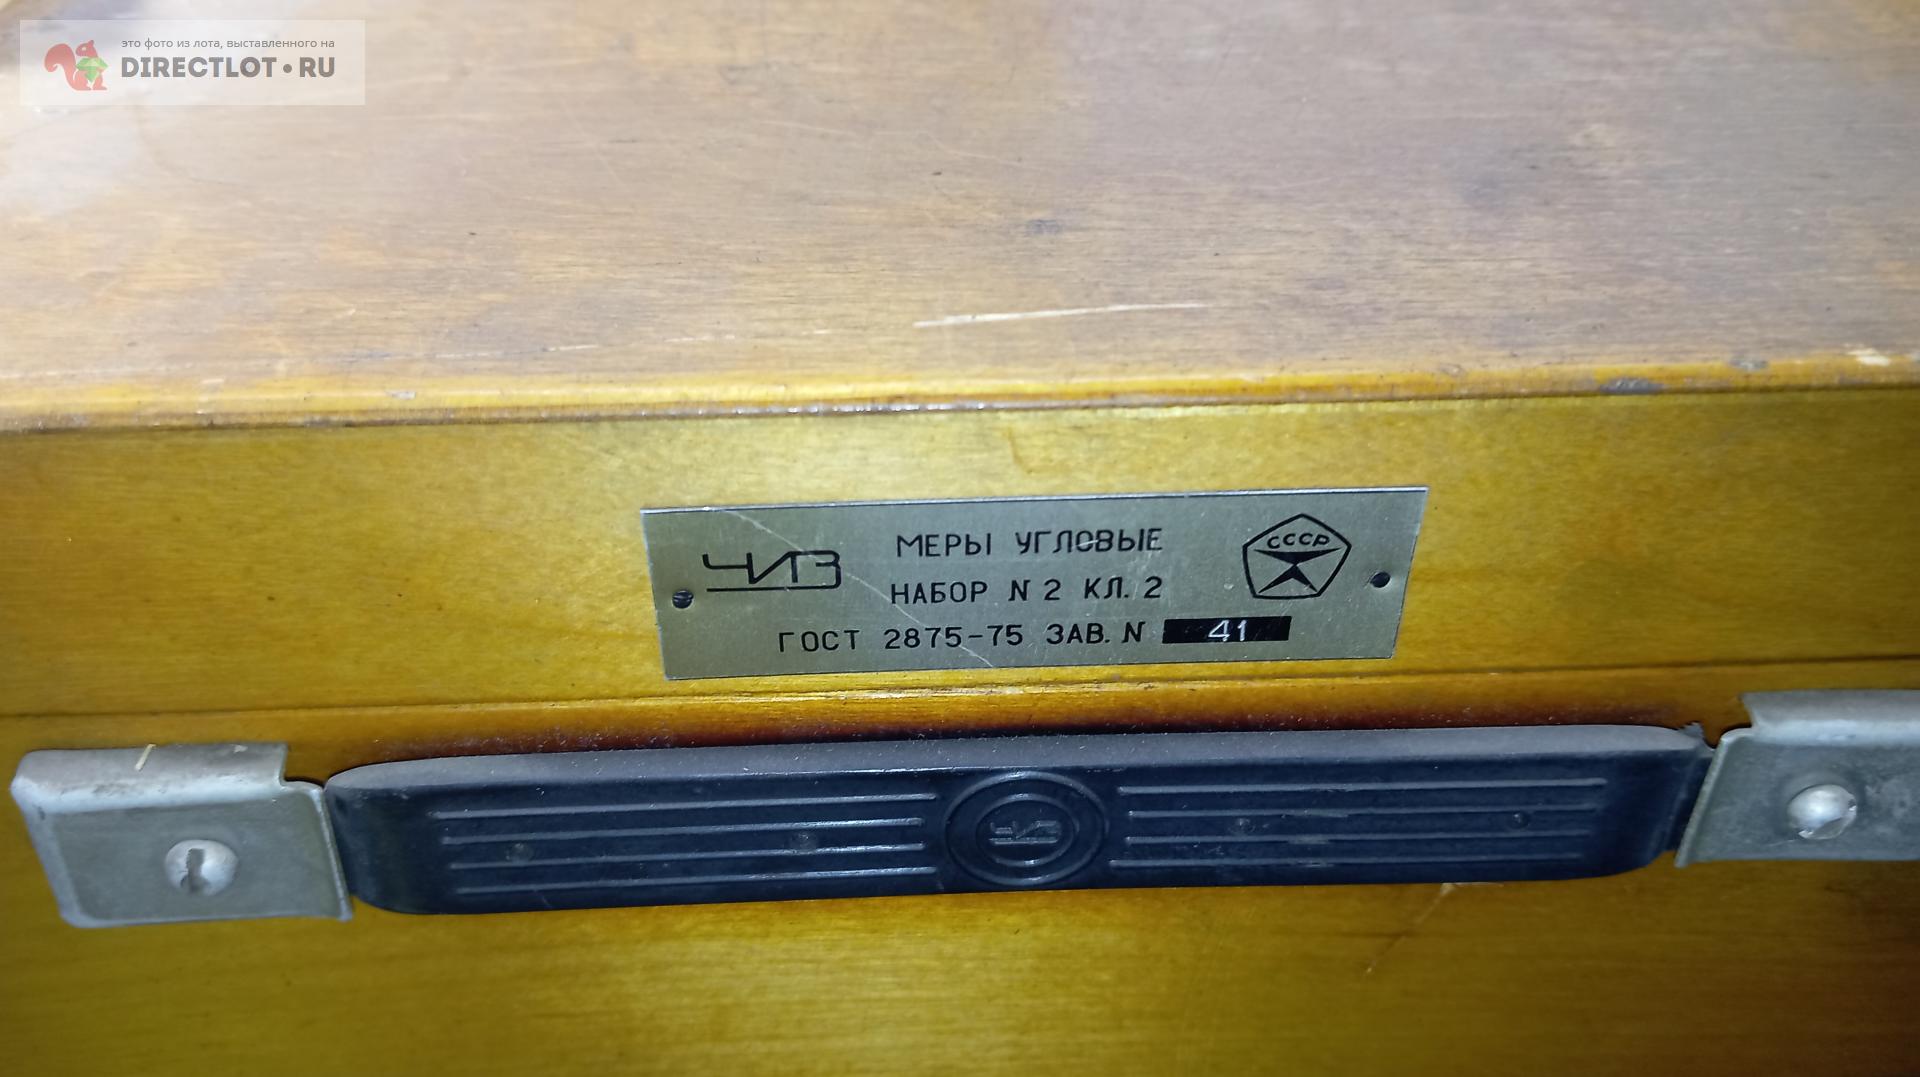 это фото из лота, выставленного на
DIRECTLOT•RU
ЧИЗ
МЕРЫ УГЛОВЫЕ
НАБОР N 2 КЛ. 2
ГОСТ 2875-75 ЗАВ. N 41
СССР
ЧИЗ